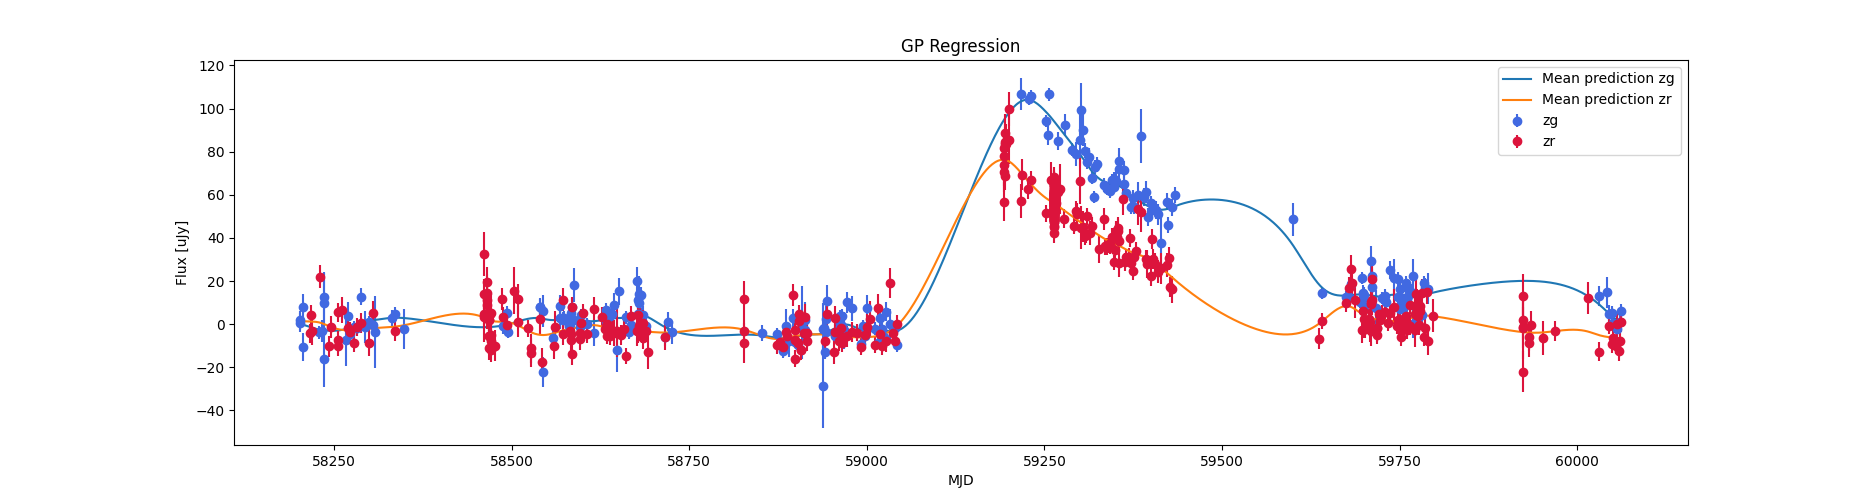 GP Regression
120
100
80
60
40
20
0
−20
−40
Flux [uJy]
58250
58500
58750
59000
59250
59500
59750
60000
MJD
Mean prediction zg
Mean prediction zr
zg
zr